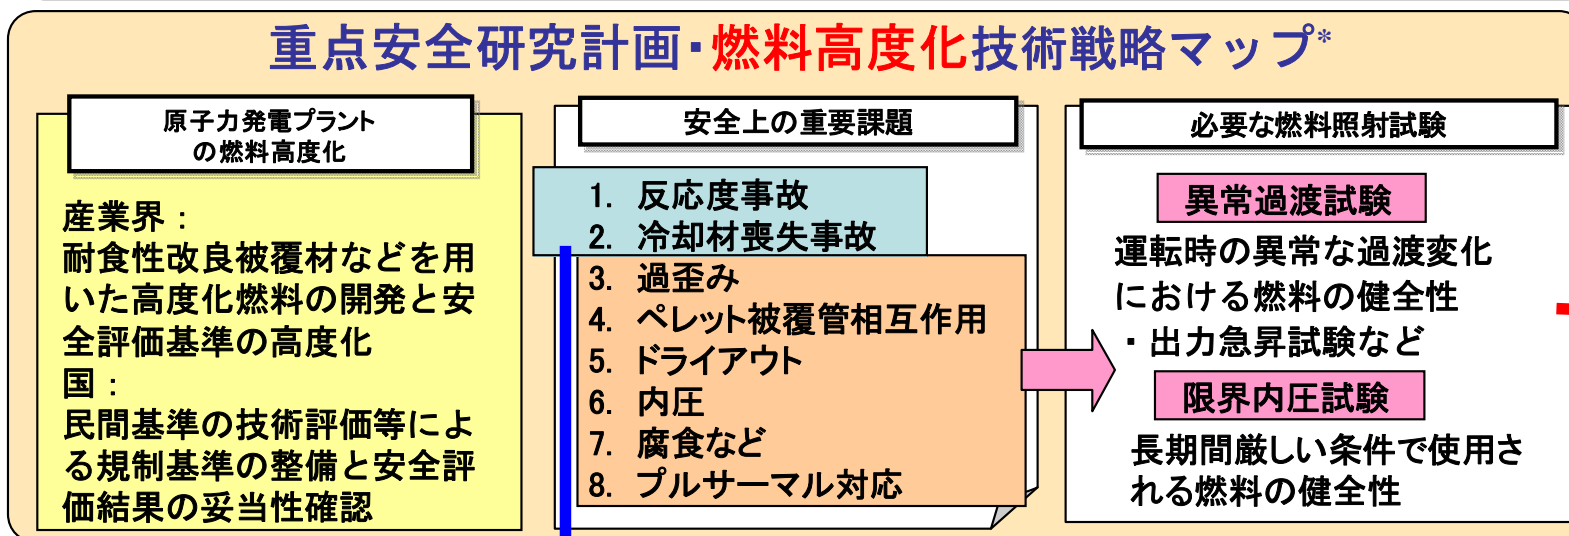 重点安全研究計画・燃料高度化技術戦略マップ*
原子力発電プラント
の燃料高度化
産業界：
耐食性改良被覆材などを用
いた高度化燃料の開発と安
全評価基準の高度化
国：
民間基準の技術評価等によ
る規制基準の整備と安全評
価結果の妥当性確認
安全上の重要課題
1. 反応度事故
2. 冷却材喪失事故
3. 過歪み
4. ペレット被覆管相互作用
5. ドライアウト
6. 内圧
7. 腐食など
8. プルサーマル対応
必要な燃料照射試験
異常過渡試験
運転時の異常な過渡変化
における燃料の健全性
・出力急昇試験など
限界内圧試験
長期間厳しい条件で使用さ
れる燃料の健全性